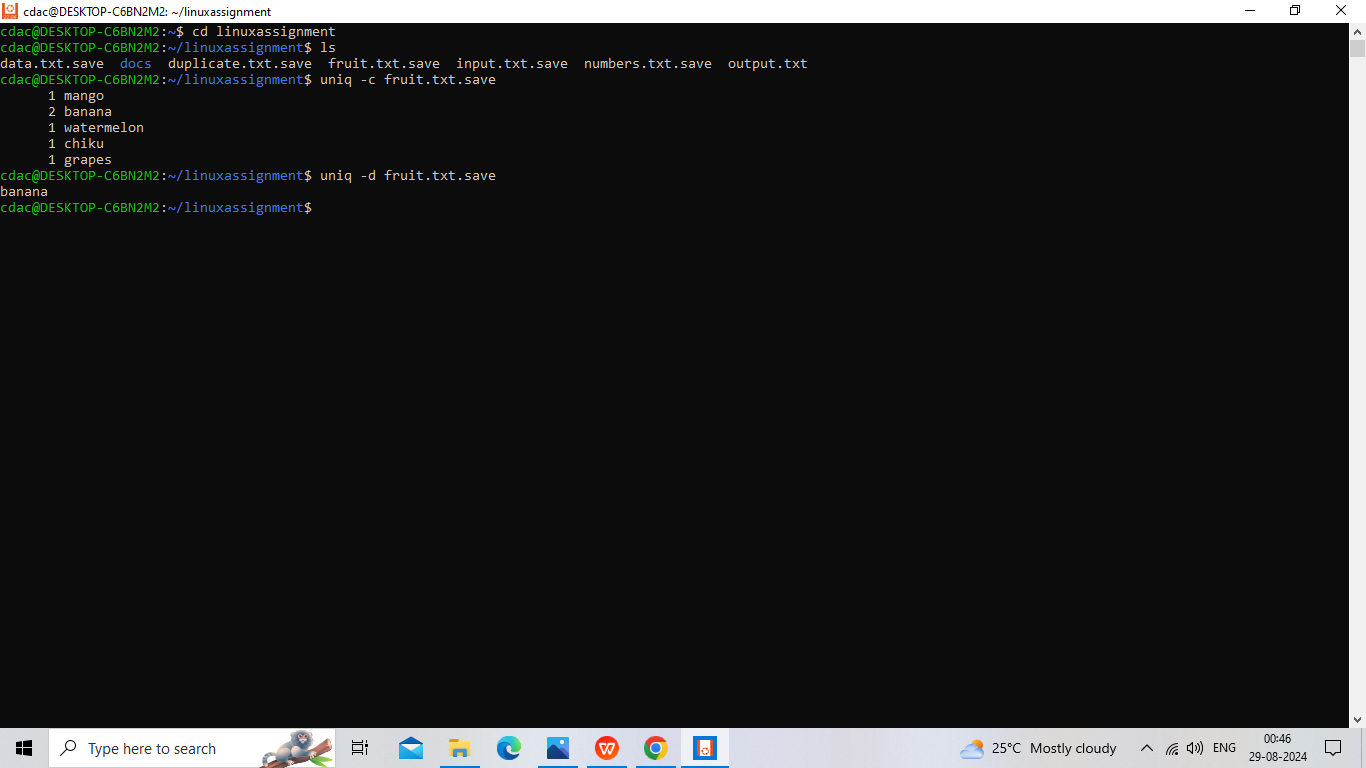 cdac@DESKTOP-C6BN2M2: ~/linuxassignment
cdac@DESKTOP-C6BN2M2:~$ cd linuxassignment
cdac@DESKTOP-C6BN2M2:~/linuxassignment$ ls
data.txt.save  docs  duplicate.txt.save  fruit.txt.save  input.txt.save  numbers.txt.save  output.txt
cdac@DESKTOP-C6BN2M2:~/linuxassignment$ uniq -c fruit.txt.save
      1 mango
      2 banana
      1 watermelon
      1 chiku
      1 grapes
cdac@DESKTOP-C6BN2M2:~/linuxassignment$ uniq -d fruit.txt.save
banana
cdac@DESKTOP-C6BN2M2:~/linuxassignment$
Type here to search
25°C Mostly cloudy
ENG
00:46
29-08-2024